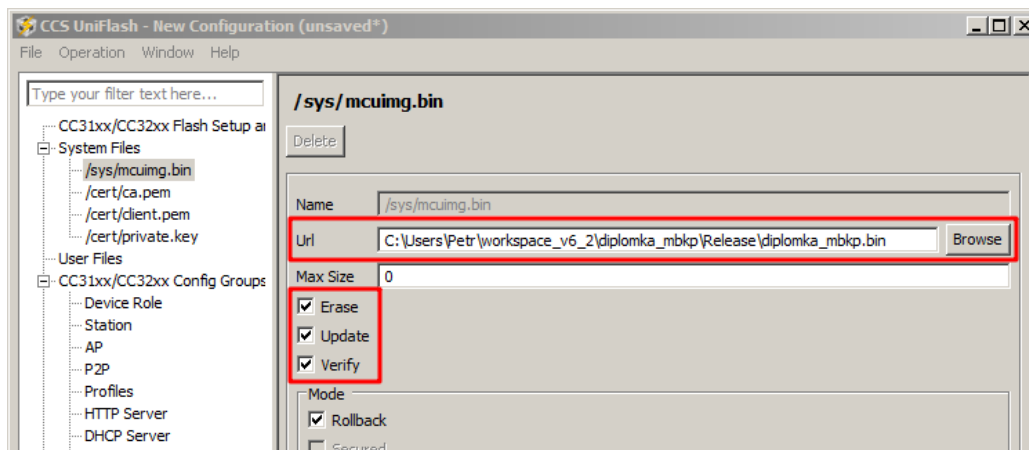 CCS UniFlash - New Configuration (unsaved*)
File Operation Window Help
Type your filter text here...
CC31xx/CC32xx Flash Setup ar
System Files
/sys/mcuimg.bin
/cert/ca.pem
/cert/client.pem
/cert/private.key
User Files
CC31xx/CC32xx Config Groups
Device Role
Station
AP
P2P
Profiles
HTTP Server
DHCP Server
/sys/mcuimg.bin
Delete
Name /sys/mcuimg.bin
Url C:\Users\Petr\workspace_v6_2\diplomka_mbkp\Release\diplomka_mbkp.bin Browse
Max Size 0
Erase
Update
Verify
Mode
Rollback
Secured